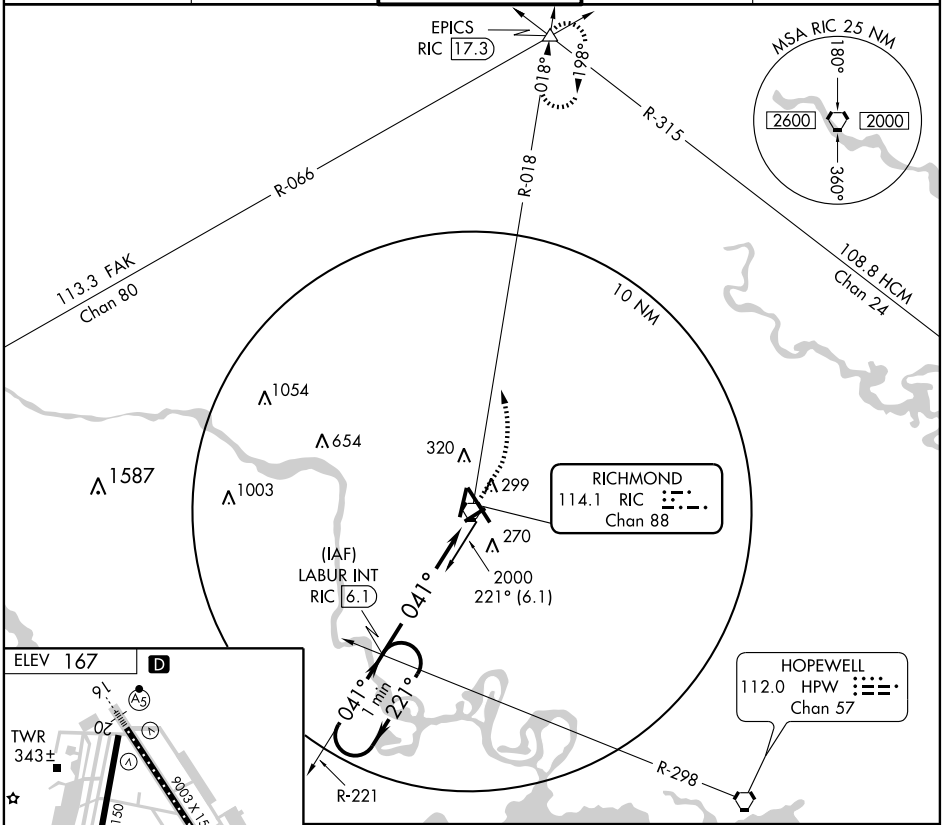 EPICS
RIC 17.3
018°
198°
MSA RIC 25 NM
180°
2600
2000
360°
R-315
R-066
R-018
113.3 FAK
Chan 80
108.8 HCM
Chan 24
10 NM
1054
654
320
1587
1003
299
RICHMOND
114.1 RIC
Chan 88
270
(IAF)
LABUR INT
RIC 6.1
041°
2000
221° (6.1)
ELEV 167
D
041°
1 min
221°
HOPEWELL
112.0 HPW
Chan 57
16
A5
20
V
TWR
343±
V
9003 X 15
150
R-221
R-298